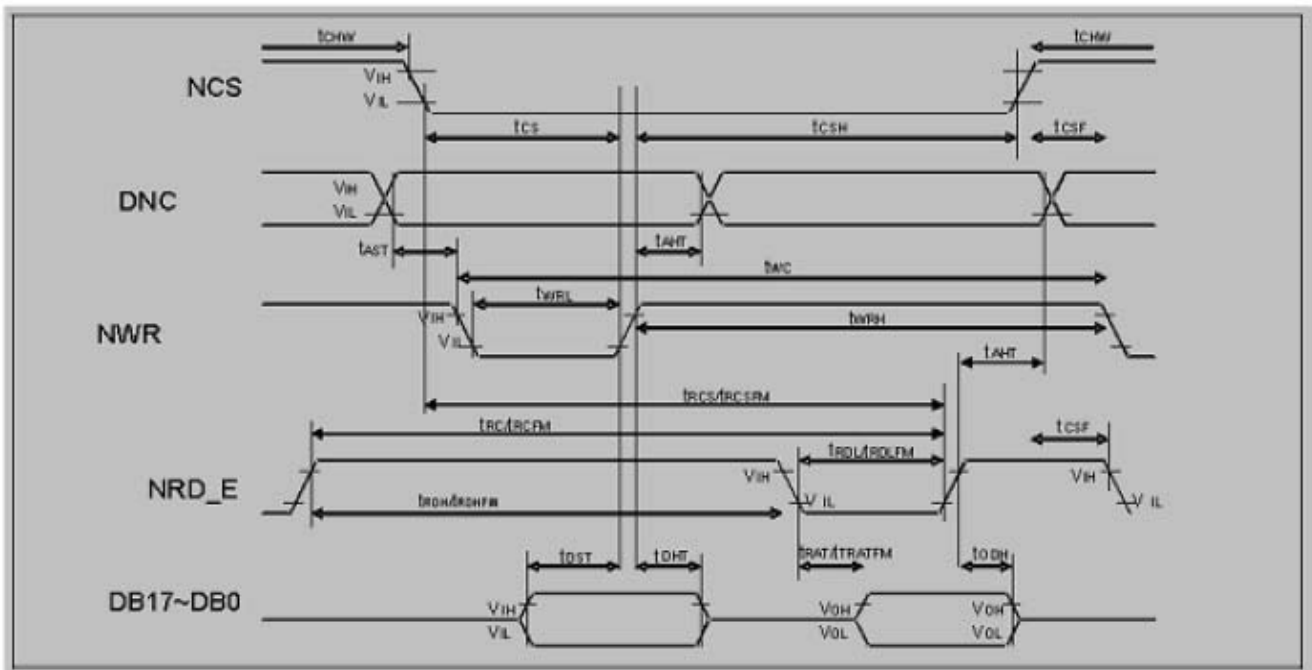 tCHW tCHW
NCS VIH
VIL
tCS tCSH tCSF
DNC VIH
VIL
tAST tAHT
tWC
tWRL
NWR VIH tWRH
VIL
tAHT
tRCS/tRCSFM
tRC/tRCFM tCSF
tRDL/tRDLFM
NRD_E VIH VIH
VIL VIL
tRDH/tRDHFM
tDST tDHT tRAT/tTRATFM tODH
DB17~DB0 VIH VOH VOH
VIL VOL VOL